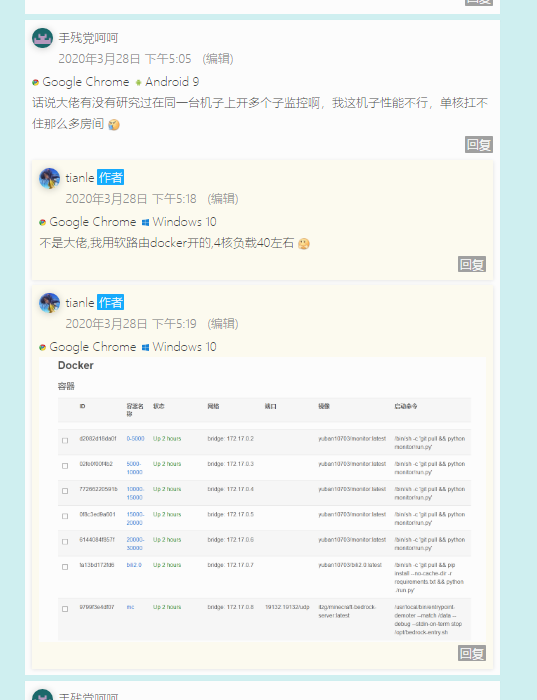 回复
手残党呵呵
2020年3月28日 下午5:05 (编辑)
Google Chrome Android 9
话说大佬有没有研究过在同一台机子上开多个子监控啊，我这机子性能不行，单核扛不
住那么多房间
回复
tianle 作者
2020年3月28日 下午5:18 (编辑)
Google Chrome Windows 10
不是大佬,我用软路由docker开的,4核负载40左右
回复
tianle 作者
2020年3月28日 下午5:19 (编辑)
Google Chrome Windows 10
Docker
容器
ID 容器名称 状态 网络 端口 镜像 启动命令
d2082d18da0f 0-5000 Up 2 hours bridge: 172.17.0.2 yuban10703/monitor:latest '/bin/sh -c "git pull && python
monitor/run.py"'
5000- Up 2 hours bridge: 172.17.0.3 yuban10703/monitor:latest '/bin/sh -c "git pull && python
10000 monitor/run.py"'
10000- Up 2 hours bridge: 172.17.0.4 yuban10703/monitor:latest '/bin/sh -c "git pull && python
15000 monitor/run.py"'
15000- Up 2 hours bridge: 172.17.0.5 yuban10703/monitor:latest '/bin/sh -c "git pull && python
20000 monitor/run.py"'
20000- Up 2 hours bridge: 172.17.0.6 yuban10703/monitor:latest '/bin/sh -c "git pull && python
30000 monitor/run.py"'
Up 2 hours bridge: 172.17.0.7 '/bin/sh -c "git pull && pip
install --no-cache-dir -r
requirements.txt && python
./run.py"'
mc Up 2 hours bridge: 172.17.0.8 19132:19132/udp itzg/minecraft-bedrock-
server:latest
demoter --match /data --
debug --stdin-on-term stop
/opt/bedrock-entry.sh
回复
手残党呵呵